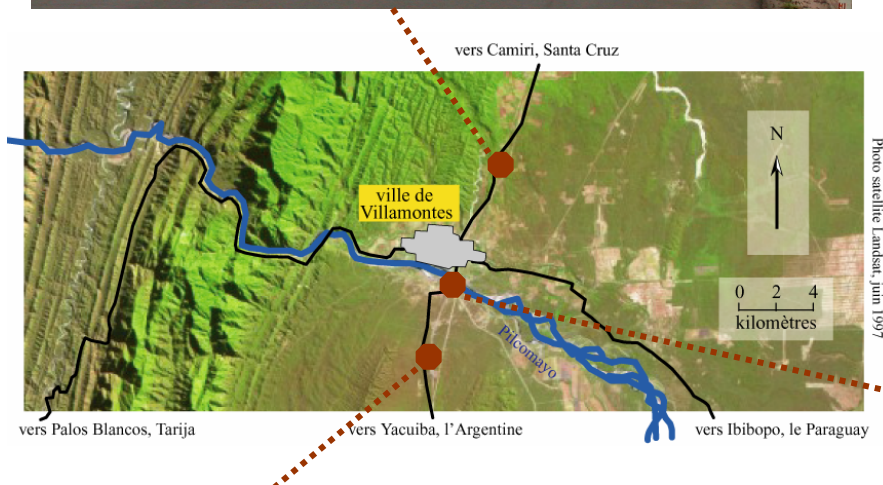 vers Camiri, Santa Cruz
N
ville de
Villamontes
Photo satellite Landsat, juin 1997
0 2 4
kilomètres
Pilcomayo
vers Palos Blancos, Tarija
vers Yacuiba, l'Argentine
vers Ibibopo, le Paraguay